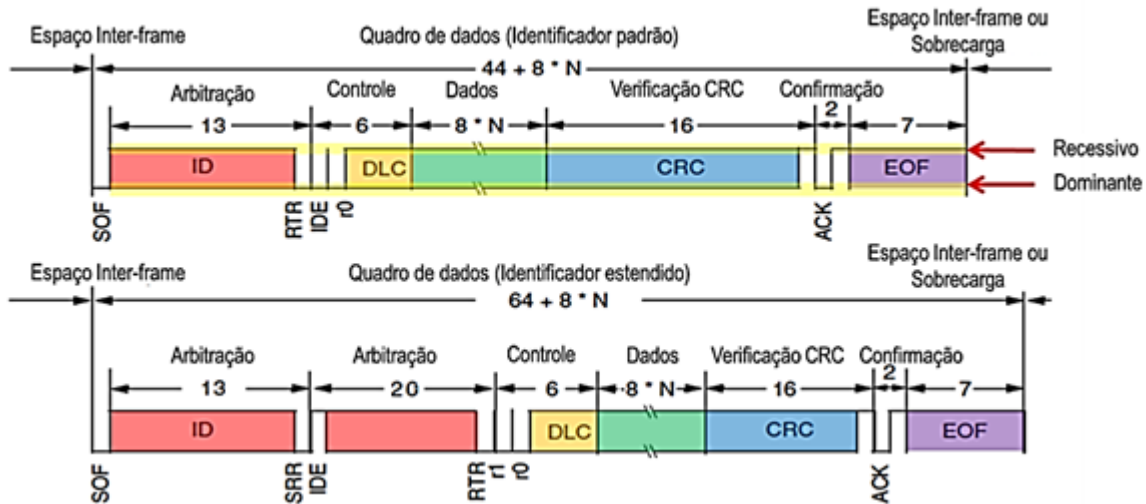 Espaço Inter-frame
Quadro de dados (Identificador padrão)
Espaço Inter-frame ou
Sobrecarga
44 + 8 * N
Arbitração
Controle
Dados
Verificação CRC
Confirmação
13
6
8 * N
16
2
7
ID
DLC
CRC
EOF
Recessivo
Dominante
SOF
RTR
IDE
r0
ACK
Espaço Inter-frame
Quadro de dados (Identificador estendido)
Espaço Inter-frame ou
Sobrecarga
64 + 8 * N
Arbitração
Arbitração
Controle
Dados
Verificação CRC
Confirmação
13
20
6
8 * N
16
2
7
ID
DLC
CRC
EOF
SOF
SRR
IDE
RTR
r1
r0
ACK